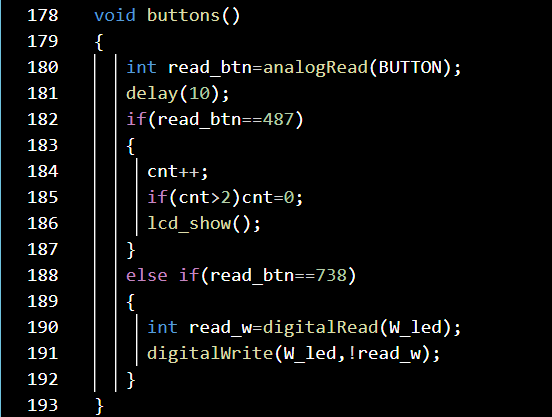 178 void buttons()
179 {
180 int read_btn=analogRead(BUTTON);
181 delay(10);
182 if(read_btn==487)
183 {
184 cnt++;
185 if(cnt>2)cnt=0;
186 lcd_show();
187 }
188 else if(read_btn==738)
189 {
190 int read_w=digitalRead(W_led);
191 digitalWrite(W_led,!read_w);
192 }
193 }